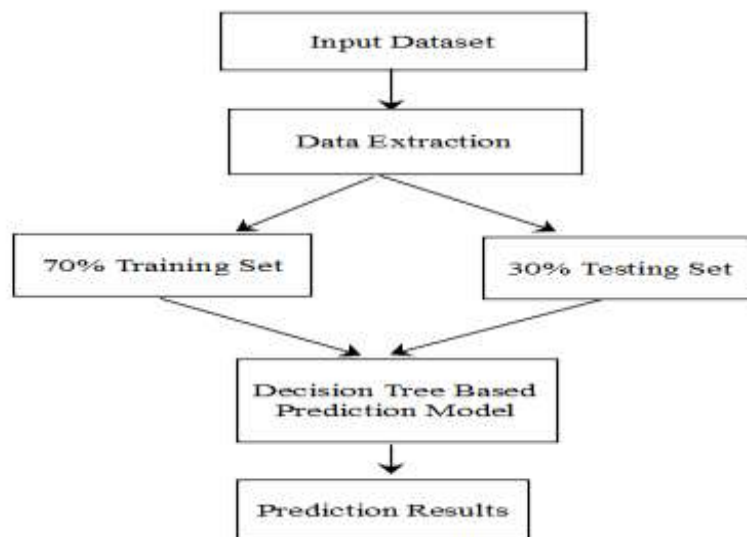 Input Dataset
Data Extraction
70% Training Set
30% Testing Set
Decision Tree Based
Prediction Model
Prediction Results